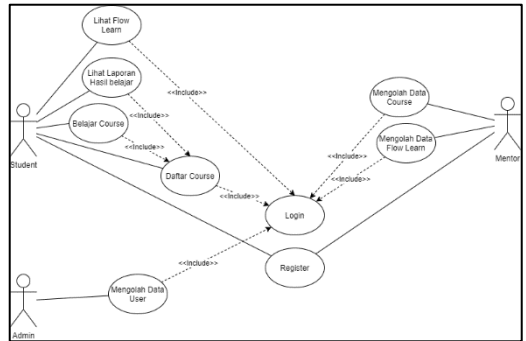 Lihat Flow
Learn
Lihat Laporan
Hasil belajar
<<Include>>
<<Include>>
Mengolah Data
Course
Belajar Course
<<Include>>
Mengolah Data
Flow Learn
Student
Mentor
<<Include>>
<<Include>>
Daftar Course
<<Include>>
<<Include>>
Login
<<Include>>
Register
Mengolah Data
User
Admin